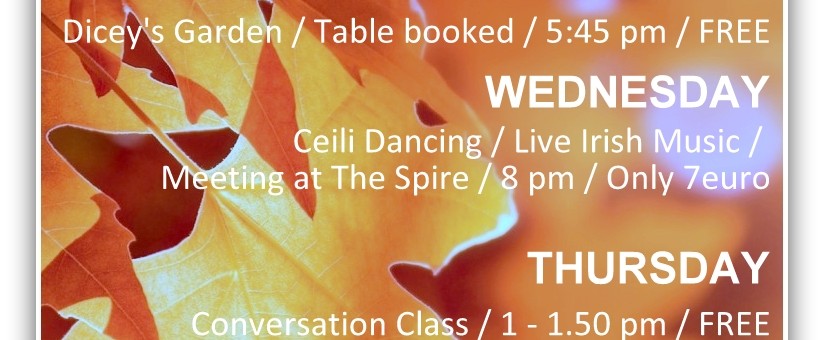 Dicey's Garden / Table booked / 5:45 pm / FREE
WEDNESDAY
Ceili Dancing / Live Irish Music /
Meeting at The Spire / 8 pm / Only 7euro
THURSDAY
Conversation Class / 1 - 1.50 pm / FREE